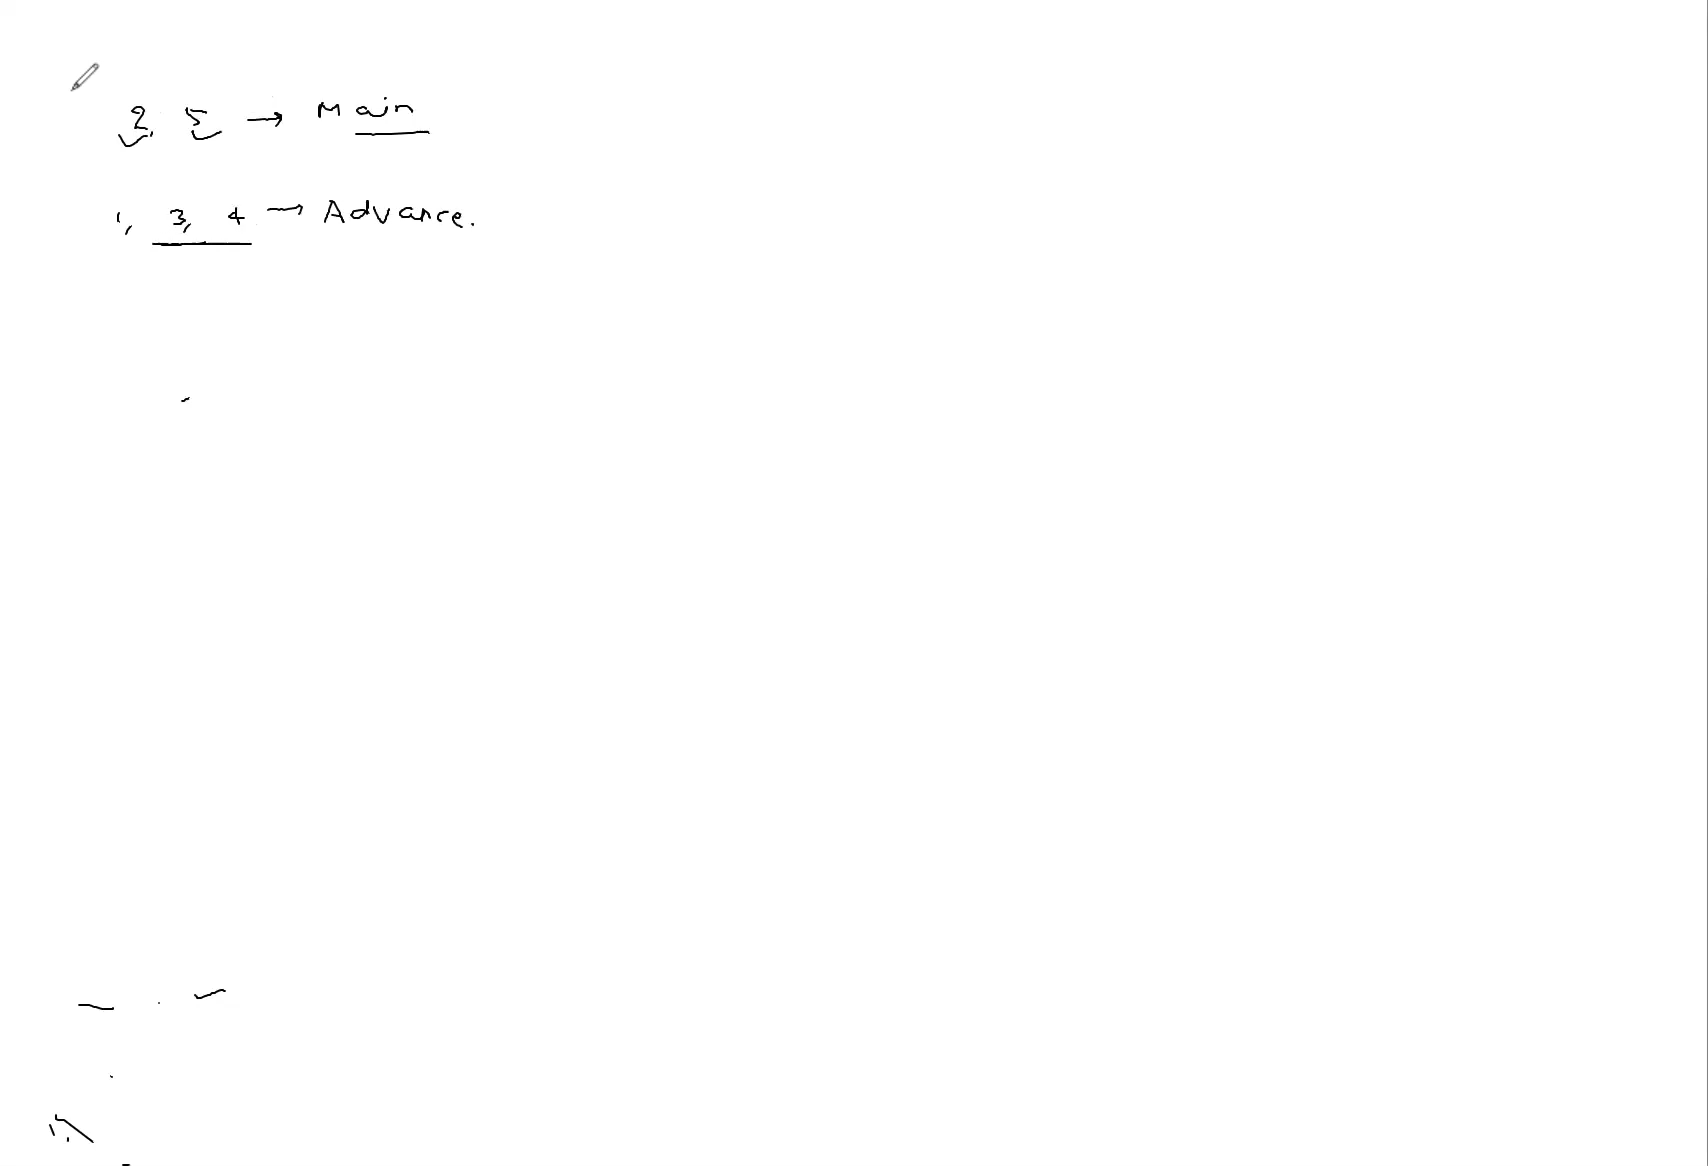 2, 5 → Main
1, 3, 4 → Advance.